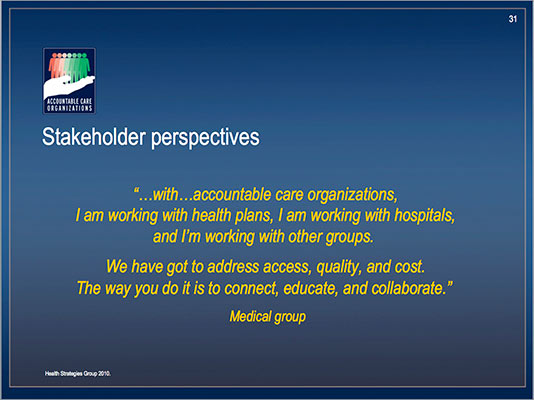 31
ACCOUNTABLE CARE
ORGANIZATIONS
Stakeholder perspectives
“…with…accountable care organizations,
I am working with health plans, I am working with hospitals,
and I’m working with other groups.
We have got to address access, quality, and cost.
The way you do it is to connect, educate, and collaborate.”
Medical group
Health Strategies Group 2010.